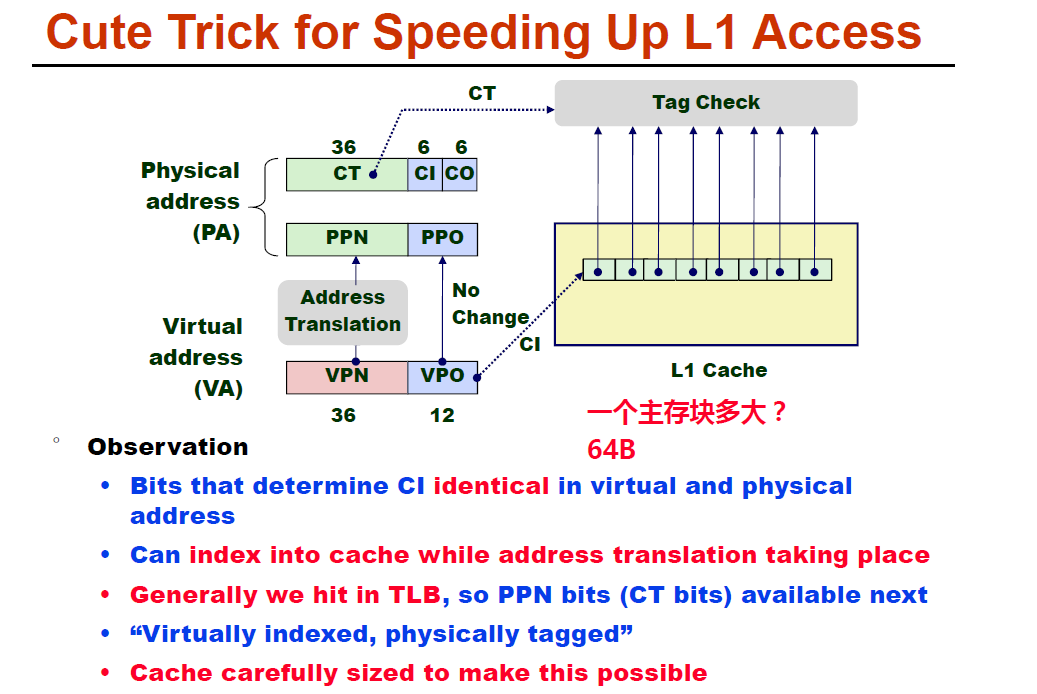 Cute Trick for Speeding Up L1 Access
CT
Tag Check
36 6 6
Physical
address
(PA)
CT CI CO
PPN PPO
Address
Translation
No
Change
CI
Virtual
address
(VA)
VPN VPO
36 12
L1 Cache
一个主存块多大？
64B
° Observation
• Bits that determine CI identical in virtual and physical
address
• Can index into cache while address translation taking place
• Generally we hit in TLB, so PPN bits (CT bits) available next
• “Virtually indexed, physically tagged”
• Cache carefully sized to make this possible